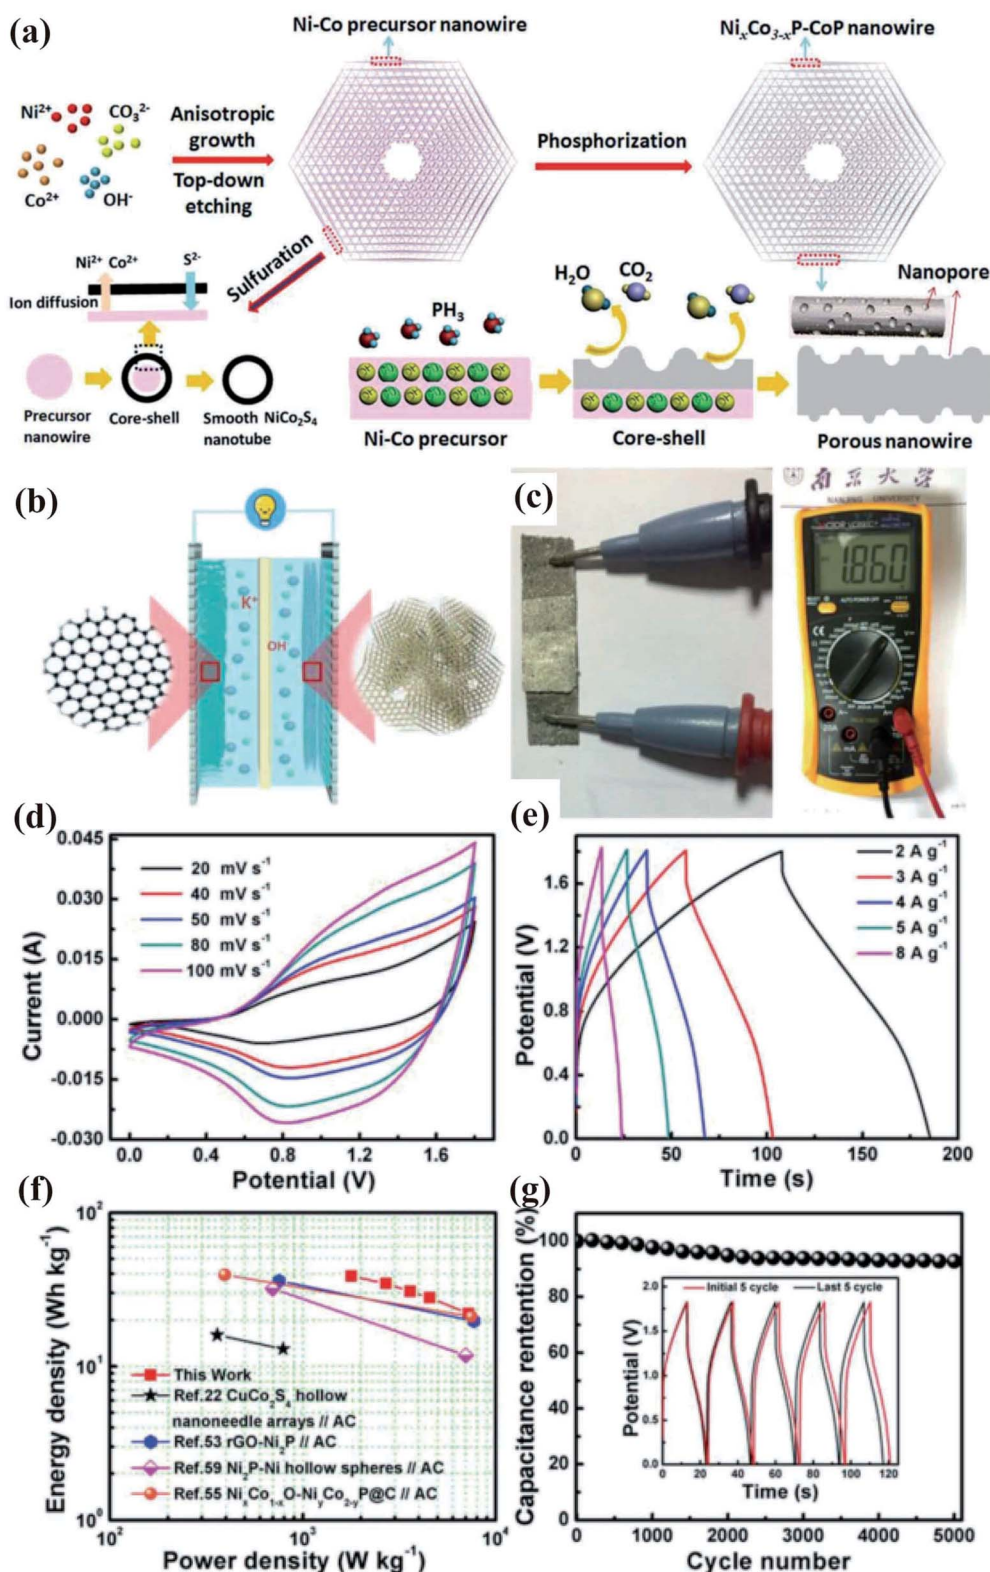 (a)
Ni-Co precursor nanowire
NiₓCo₃₋ₓP-CoP nanowire
Ni²⁺
CO₃²⁻
Co²⁺
OH⁻
Anisotropic
growth
Top-down
etching
Phosphorization
Sulfuration
Ni²⁺ Co²⁺
S²⁻
Ion diffusion
Precursor
nanowire
Core-shell
Smooth NiCo₂S₄
nanotube
PH₃
Ni-Co precursor
H₂O
CO₂
Core-shell
Nanopore
Porous nanowire
(b)
K⁺
OH⁻
(c)
南京大学
NANJING UNIVERSITY
1.860
AUTO POWER OFF
(d)
Current (A)
0.045
0.030
0.015
0.000
-0.015
-0.030
20 mV s⁻¹
40 mV s⁻¹
50 mV s⁻¹
80 mV s⁻¹
100 mV s⁻¹
0.0 0.4 0.8 1.2 1.6
Potential (V)
(e)
Potential (V)
1.6
1.2
0.8
0.4
0.0
2 A g⁻¹
3 A g⁻¹
4 A g⁻¹
5 A g⁻¹
8 A g⁻¹
0 50 100 150 200
Time (s)
(f)
Energy density (Wh kg⁻¹)
10²
10¹
10⁰
This Work
Ref.22 CuCo₂S₄ hollow
nanoneedle arrays // AC
Ref.53 rGO-Ni₂P // AC
Ref.59 Ni₂P-Ni hollow spheres // AC
Ref.55 NiₓCo₁₋ₓO-NiᵧCo₂₋ᵧP@C // AC
10² 10³ 10⁴
Power density (W kg⁻¹)
(g)
Capacitance rentention (%)
100
80
60
40
20
0
Initial 5 cycle
Last 5 cycle
Potential (V)
2.0
1.5
1.0
0.5
0.0
0 20 40 60 80 100 120
Time (s)
0 1000 2000 3000 4000 5000
Cycle number